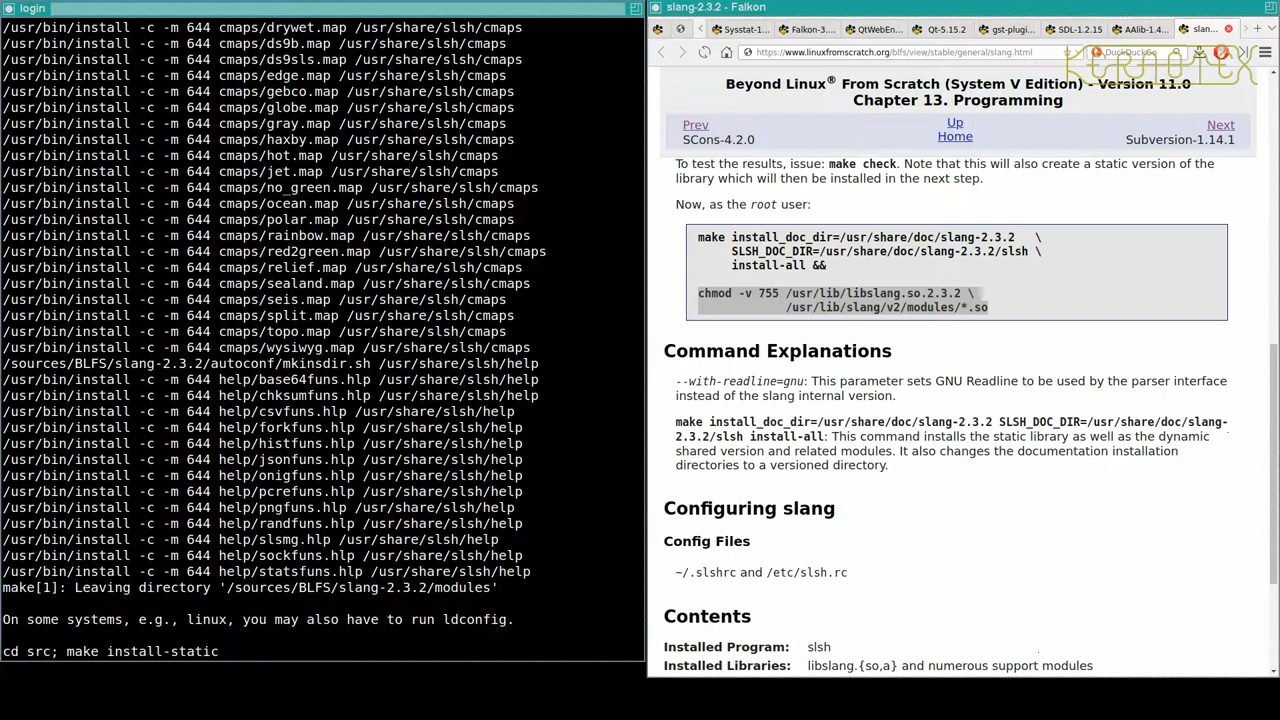 login
/usr/bin/install -c -m 644 cmaps/drywet.map /usr/share/slsh/cmaps
/usr/bin/install -c -m 644 cmaps/ds9b.map /usr/share/slsh/cmaps
/usr/bin/install -c -m 644 cmaps/ds9sls.map /usr/share/slsh/cmaps
/usr/bin/install -c -m 644 cmaps/edge.map /usr/share/slsh/cmaps
/usr/bin/install -c -m 644 cmaps/gebco.map /usr/share/slsh/cmaps
/usr/bin/install -c -m 644 cmaps/globe.map /usr/share/slsh/cmaps
/usr/bin/install -c -m 644 cmaps/gray.map /usr/share/slsh/cmaps
/usr/bin/install -c -m 644 cmaps/haxby.map /usr/share/slsh/cmaps
/usr/bin/install -c -m 644 cmaps/hot.map /usr/share/slsh/cmaps
/usr/bin/install -c -m 644 cmaps/jet.map /usr/share/slsh/cmaps
/usr/bin/install -c -m 644 cmaps/no_green.map /usr/share/slsh/cmaps
/usr/bin/install -c -m 644 cmaps/ocean.map /usr/share/slsh/cmaps
/usr/bin/install -c -m 644 cmaps/polar.map /usr/share/slsh/cmaps
/usr/bin/install -c -m 644 cmaps/rainbow.map /usr/share/slsh/cmaps
/usr/bin/install -c -m 644 cmaps/red2green.map /usr/share/slsh/cmaps
/usr/bin/install -c -m 644 cmaps/relief.map /usr/share/slsh/cmaps
/usr/bin/install -c -m 644 cmaps/sealand.map /usr/share/slsh/cmaps
/usr/bin/install -c -m 644 cmaps/seis.map /usr/share/slsh/cmaps
/usr/bin/install -c -m 644 cmaps/split.map /usr/share/slsh/cmaps
/usr/bin/install -c -m 644 cmaps/topo.map /usr/share/slsh/cmaps
/usr/bin/install -c -m 644 cmaps/wysiwyg.map /usr/share/slsh/cmaps
/sources/BLFS/slang-2.3.2/autoconf/mkinsdir.sh /usr/share/slsh/help
/usr/bin/install -c -m 644 help/base64funs.hlp /usr/share/slsh/help
/usr/bin/install -c -m 644 help/chksumfuns.hlp /usr/share/slsh/help
/usr/bin/install -c -m 644 help/csvfuns.hlp /usr/share/slsh/help
/usr/bin/install -c -m 644 help/forkfuns.hlp /usr/share/slsh/help
/usr/bin/install -c -m 644 help/histfuns.hlp /usr/share/slsh/help
/usr/bin/install -c -m 644 help/jsonfuns.hlp /usr/share/slsh/help
/usr/bin/install -c -m 644 help/onigfuns.hlp /usr/share/slsh/help
/usr/bin/install -c -m 644 help/pcrefuns.hlp /usr/share/slsh/help
/usr/bin/install -c -m 644 help/pngfuns.hlp /usr/share/slsh/help
/usr/bin/install -c -m 644 help/randfuns.hlp /usr/share/slsh/help
/usr/bin/install -c -m 644 help/slsmg.hlp /usr/share/slsh/help
/usr/bin/install -c -m 644 help/sockfuns.hlp /usr/share/slsh/help
/usr/bin/install -c -m 644 help/statsfuns.hlp /usr/share/slsh/help
make[1]: Leaving directory '/sources/BLFS/slang-2.3.2/modules'
On some systems, e.g., linux, you may also have to run ldconfig.
cd src; make install-static
slang-2.3.2 - Falkon
Sysstat-1... Falkon-3... QtWebEn... Qt-5.15.2 gst-plugi... SDL-1.2.15 AAlib-1.4... slan...
https://www.linuxfromscratch.org/blfs/view/stable/general/slang.html DuckDuckGo
KERNOTEX
Beyond Linux® From Scratch (System V Edition) - Version 11.0
Chapter 13. Programming
Prev Up Next
SCons-4.2.0 Home Subversion-1.14.1
To test the results, issue: make check. Note that this will also create a static version of the
library which will then be installed in the next step.
Now, as the root user:
make install_doc_dir=/usr/share/doc/slang-2.3.2 \
SLSH_DOC_DIR=/usr/share/doc/slang-2.3.2/slsh \
install-all &&
chmod -v 755 /usr/lib/libslang.so.2.3.2 \
/usr/lib/slang/v2/modules/*.so
Command Explanations
--with-readline=gnu: This parameter sets GNU Readline to be used by the parser interface
instead of the slang internal version.
make install_doc_dir=/usr/share/doc/slang-2.3.2 SLSH_DOC_DIR=/usr/share/doc/slang-
2.3.2/slsh install-all: This command installs the static library as well as the dynamic
shared version and related modules. It also changes the documentation installation
directories to a versioned directory.
Configuring slang
Config Files
~/.slshrc and /etc/slsh.rc
Contents
Installed Program: slsh
Installed Libraries: libslang.{so,a} and numerous support modules